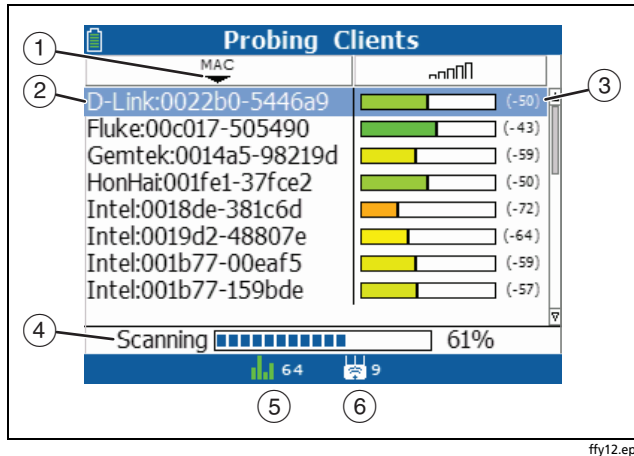 Probing Clients
MAC
D-Link:0022b0-5446a9 (-50)
Fluke:00c017-505490 (-43)
Gemtek:0014a5-98219d (-59)
HonHai:001fe1-37fce2 (-50)
Intel:0018de-381c6d (-72)
Intel:0019d2-48807e (-64)
Intel:001b77-00eaf5 (-59)
Intel:001b77-159bde (-57)
Scanning 61%
64 9
1
2
3
4
5
6
ffy12.ep